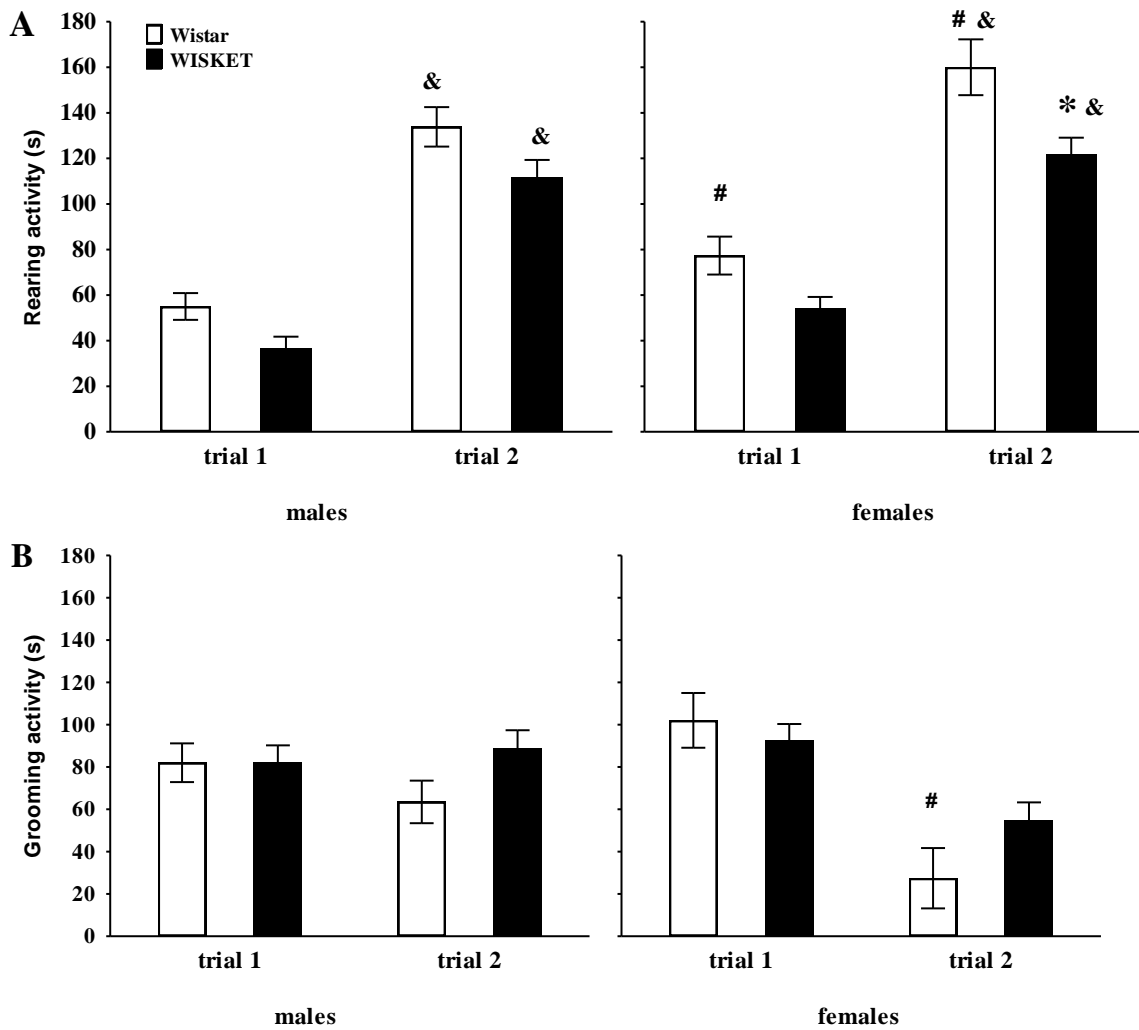 A
Wistar
WISKET
Rearing activity (s)
180
160
140
120
100
80
60
40
20
0
& & # # & * &
trial 1 trial 2 trial 1 trial 2
males females
B
Grooming activity (s)
180
160
140
120
100
80
60
40
20
0
#
trial 1 trial 2 trial 1 trial 2
males females